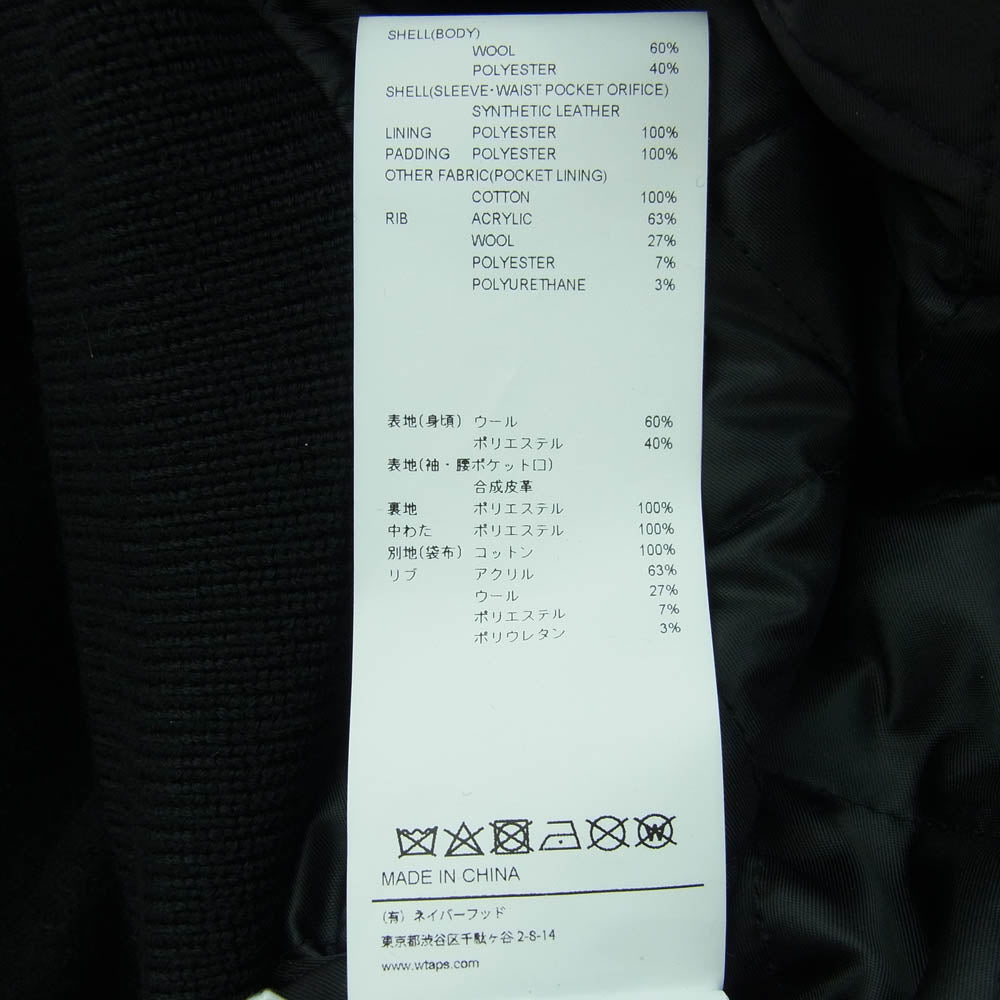 SHELL(BODY)
WOOL 60%
POLYESTER 40%
SHELL(SLEEVE・WAIST POCKET ORIFICE)
SYNTHETIC LEATHER
LINING POLYESTER 100%
PADDING POLYESTER 100%
OTHER FABRIC(POCKET LINING)
COTTON 100%
RIB ACRYLIC 63%
WOOL 27%
POLYESTER 7%
POLYURETHANE 3%
表地(身頃) ウール 60%
ポリエステル 40%
表地(袖・腰ポケット口)
合成皮革
裏地 ポリエステル 100%
中わた ポリエステル 100%
別地(袋布) コットン 100%
リブ アクリル 63%
ウール 27%
ポリエステル 7%
ポリウレタン 3%
W
MADE IN CHINA
(有) ネイバーフッド
東京都渋谷区千駄ヶ谷 2-8-14
www.wtaps.com